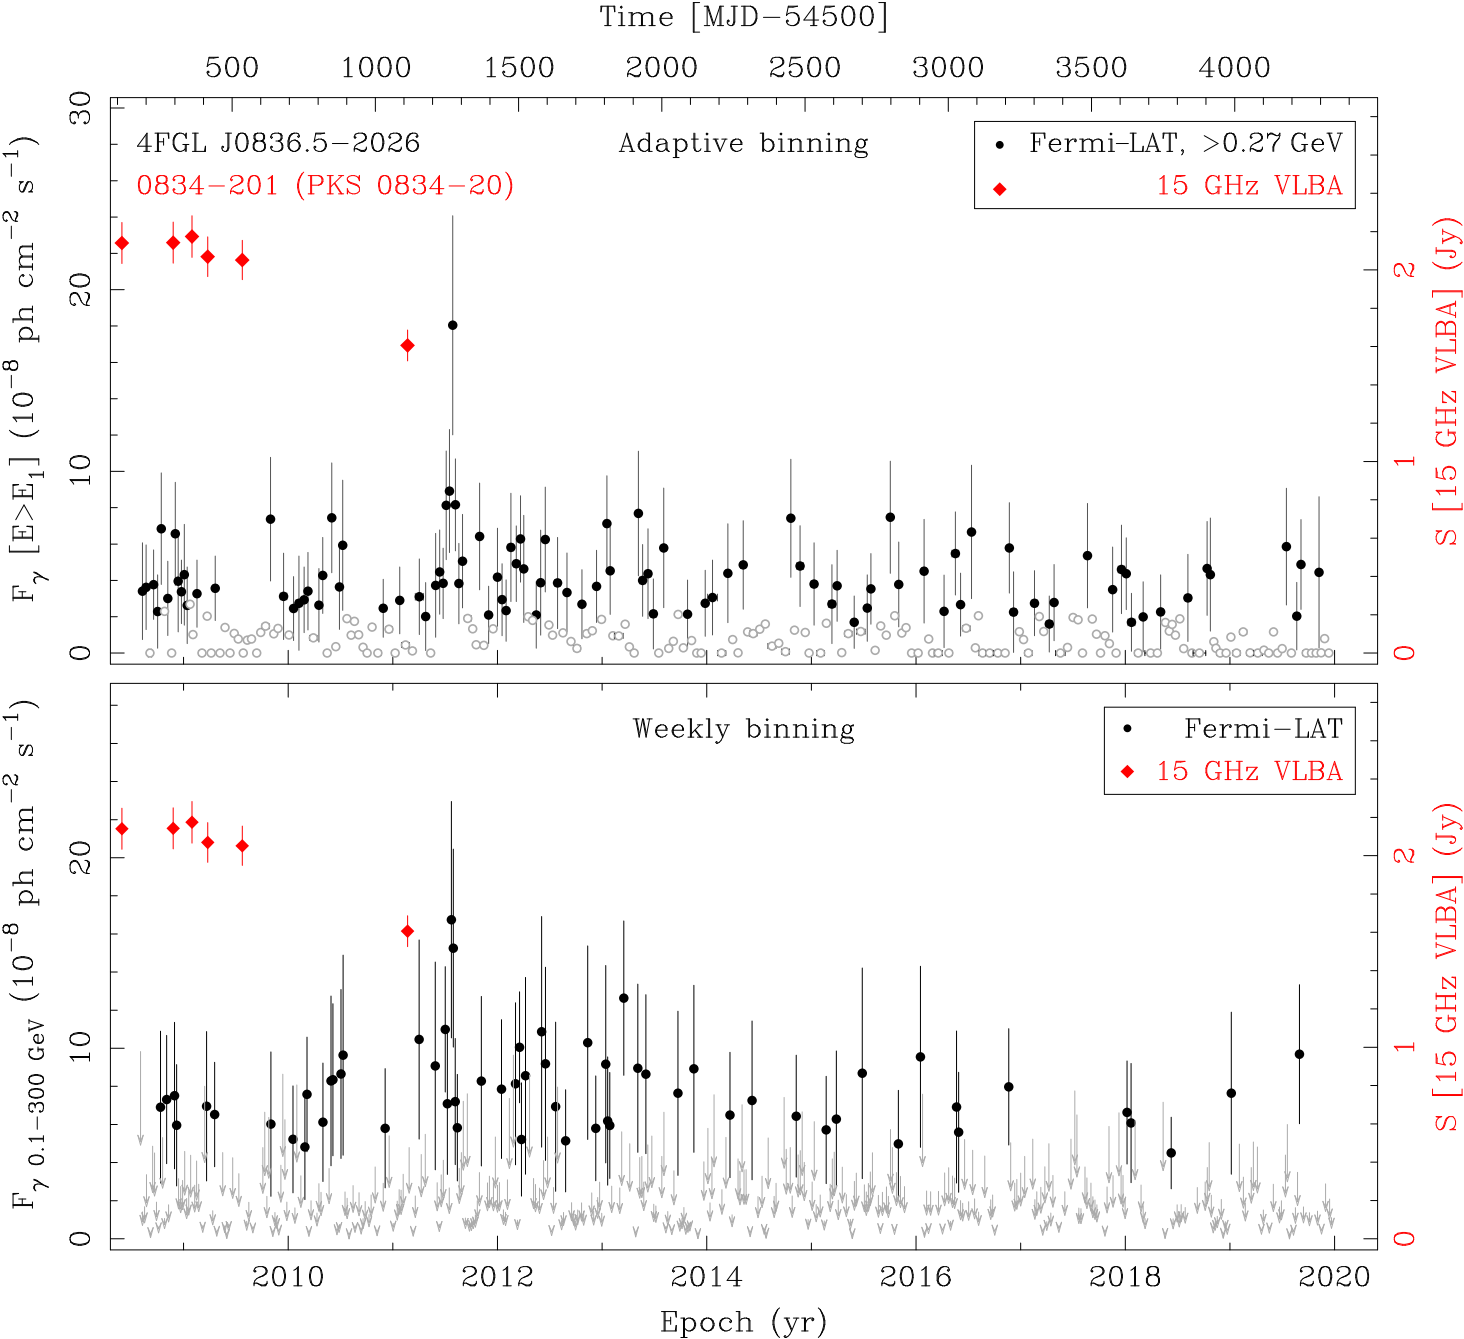 Time [MJD−54500]
500 1000 1500 2000 2500 3000 3500 4000
4FGL J0836.5−2026
0834−201 (PKS 0834−20)
Adaptive binning
Fermi−LAT, >0.27 GeV
15 GHz VLBA
30
20
10
0
F γ [E>E1] (10−8 ph cm−2 s−1)
2
1
0
S [15 GHz VLBA] (Jy)
Weekly binning
Fermi−LAT
15 GHz VLBA
20
10
0
F γ 0.1−300 GeV (10−8 ph cm−2 s−1)
2
1
0
S [15 GHz VLBA] (Jy)
2010 2012 2014 2016 2018 2020
Epoch (yr)